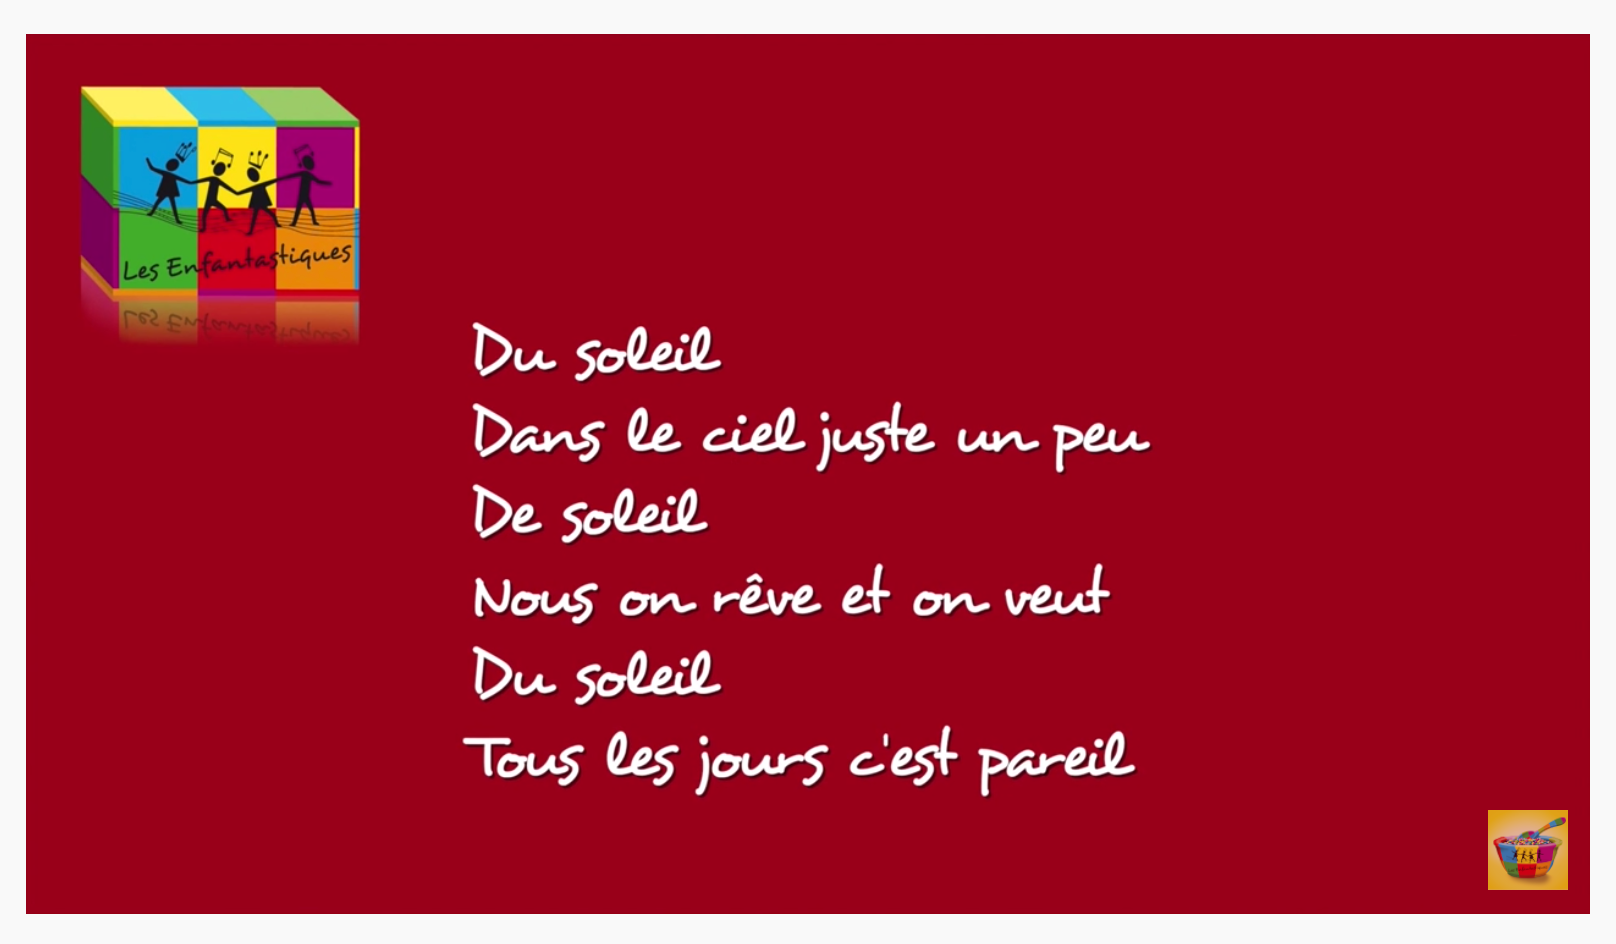 Les Enfantastiques
Du soleil
Dans le ciel juste un peu
De soleil
Nous on rêve et on veut
Du soleil
Tous les jours c'est pareil